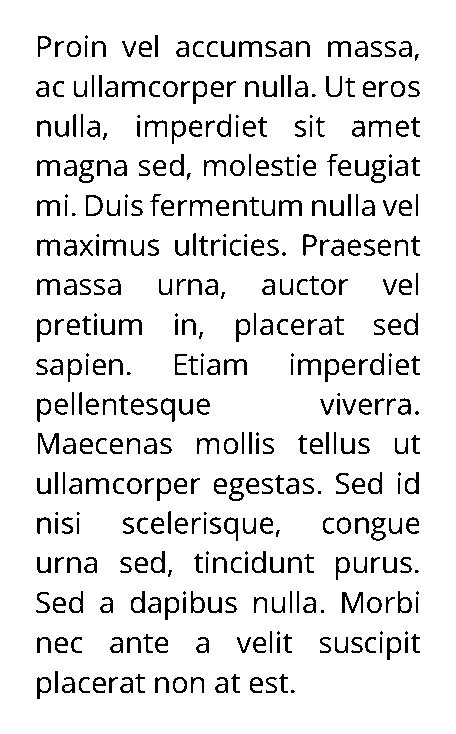 Proin vel accumsan massa,
ac ullamcorper nulla. Ut eros
nulla, imperdiet sit amet
magna sed, molestie feugiat
mi. Duis fermentum nulla vel
maximus ultricies. Praesent
massa urna, auctor vel
pretium in, placerat sed
sapien. Etiam imperdiet
pellentesque viverra.
Maecenas mollis tellus ut
ullamcorper egestas. Sed id
nisi scelerisque, congue
urna sed, tincidunt purus.
Sed a dapibus nulla. Morbi
nec ante a velit suscipit
placerat non at est.